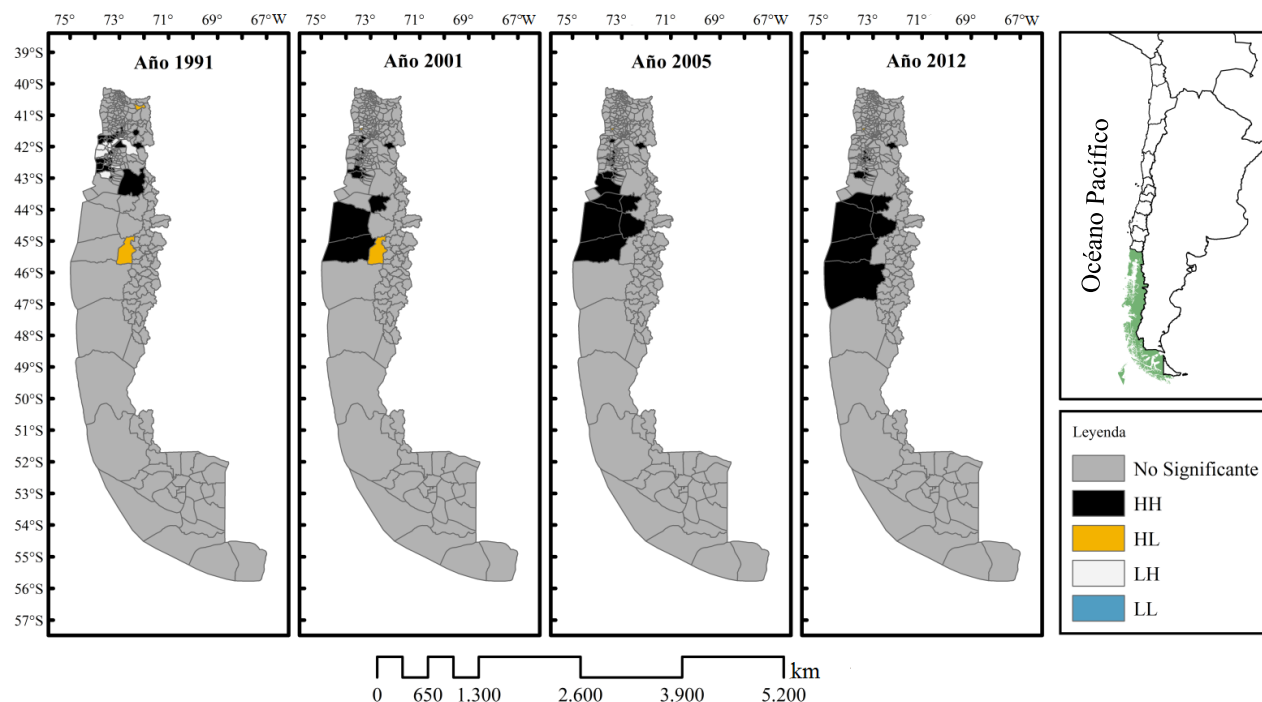 75° 73° 71° 69° 67°W 75° 73° 71° 69° 67°W 75° 73° 71° 69° 67°W 75° 73° 71° 69° 67°W
Año 1991
Año 2001
Año 2005
Año 2012
39°S
40°S
41°S
42°S
43°S
44°S
45°S
46°S
47°S
48°S
49°S
50°S
51°S
52°S
53°S
54°S
55°S
56°S
57°S
Océano Pacífico
Leyenda
No Significante
HH
HL
LH
LL
km
0 650 1.300 2.600 3.900 5.200